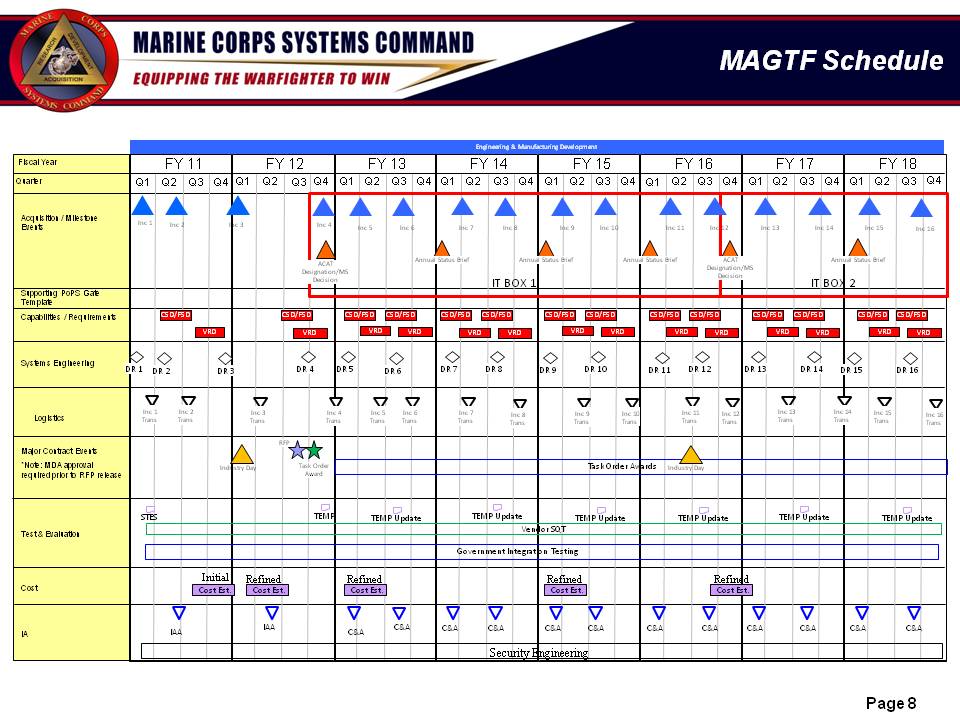 MARINE CORPS
RESEARCH DEVELOPMENT
ACQUISITION
SYSTEMS COMMAND
MARINE CORPS SYSTEMS COMMAND
EQUIPPING THE WARFIGHTER TO WIN
MAGTF Schedule
Engineering & Manufacturing Development
Fiscal Year FY 11 FY 12 FY 13 FY 14 FY 15 FY 16 FY 17 FY 18
Quarter Q1 Q2 Q3 Q4 Q1 Q2 Q3 Q4 Q1 Q2 Q3 Q4 Q1 Q2 Q3 Q4 Q1 Q2 Q3 Q4 Q1 Q2 Q3 Q4 Q1 Q2 Q3 Q4 Q1 Q2 Q3 Q4
Acquisition / Milestone
Events
Inc 1 Inc 2 Inc 3 Inc 4 Inc 5 Inc 6 Inc 7 Inc 8 Inc 9 Inc 10 Inc 11 Inc 12 Inc 13 Inc 14 Inc 15 Inc 16
ACAT
Designation/MS
Decision
Annual Status Brief Annual Status Brief Annual Status Brief
ACAT
Designation/MS
Decision
Annual Status Brief
IT BOX 1 IT BOX 2
Supporting PoPS Gate
Template
Capabilities / Requirements
CSD/FSD CSD/FSD CSD/FSD CSD/FSD CSD/FSD CSD/FSD CSD/FSD CSD/FSD CSD/FSD CSD/FSD CSD/FSD CSD/FSD CSD/FSD CSD/FSD
VRD VRD VRD VRD VRD VRD VRD VRD VRD VRD VRD VRD VRD VRD
Systems Engineering
DR 1 DR 2 DR 3 DR 4 DR 5 DR 6 DR 7 DR 8 DR 9 DR 10 DR 11 DR 12 DR 13 DR 14 DR 15 DR 16
Logistics
Inc 1 Inc 2 Inc 3 Inc 4 Inc 5 Inc 6 Inc 7 Inc 8 Inc 9 Inc 10 Inc 11 Inc 12 Inc 13 Inc 14 Inc 15 Inc 16
Trans Trans Trans Trans Trans Trans Trans Trans Trans Trans Trans Trans Trans Trans Trans Trans
Major Contract Events
*Note: MDA approval
required prior to RFP release
Industry Day
RFP
Task Order
Award
Task Order Awards
Industry Day
Test & Evaluation
STES TEMP TEMP Update TEMP Update TEMP Update TEMP Update TEMP Update TEMP Update
Vendor SQT
Government Integration Testing
Cost
Initial Refined Refined Refined Refined
Cost Est. Cost Est. Cost Est. Cost Est. Cost Est.
IA
IAA IAA C&A C&A C&A C&A C&A C&A C&A C&A C&A C&A C&A C&A
Security Engineering
Page 8